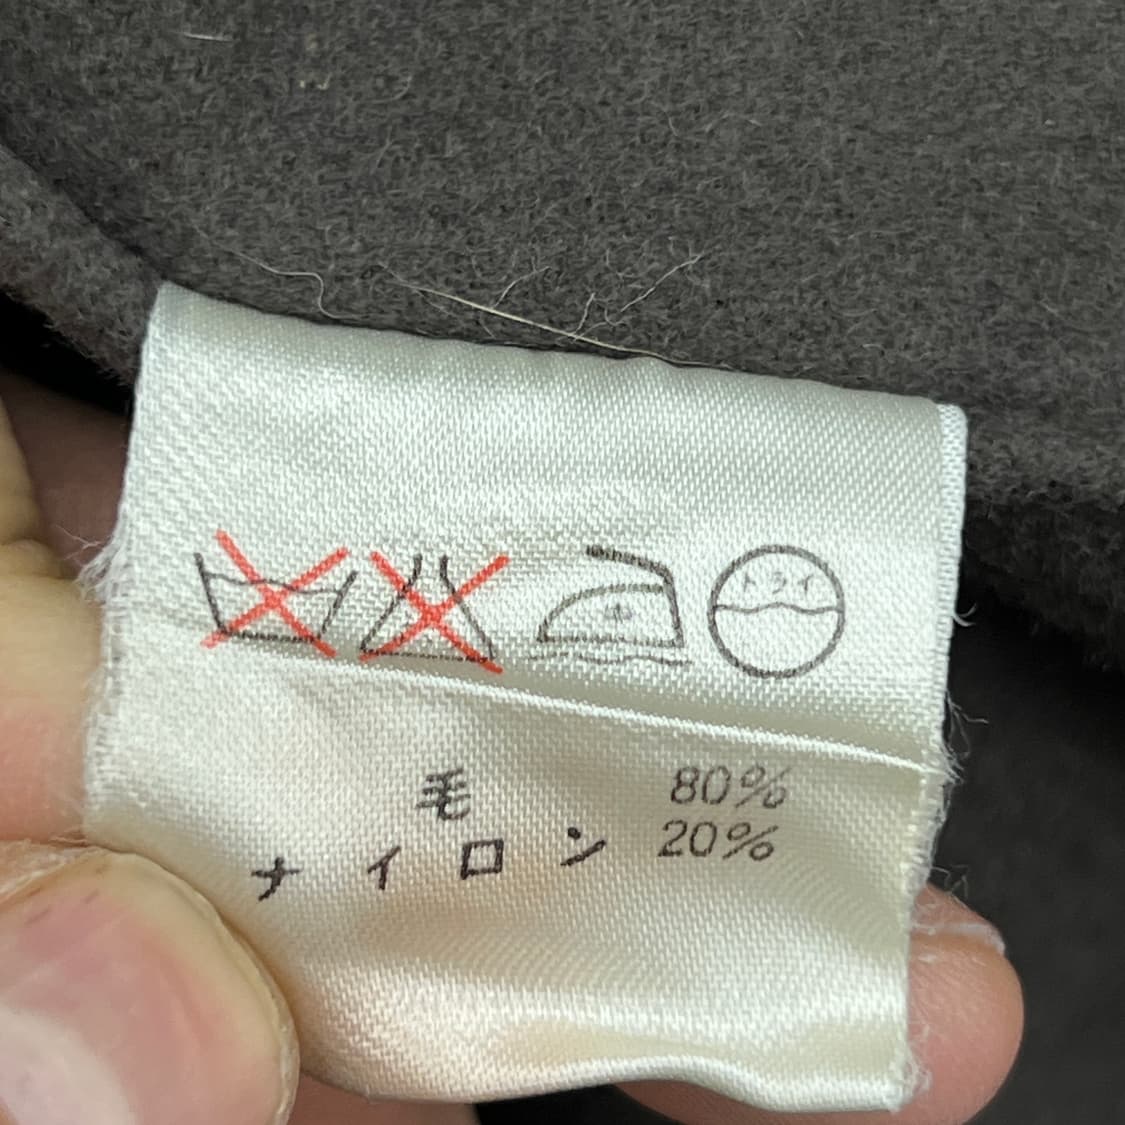 中
ドライ
毛 80%
ナイロン 20%